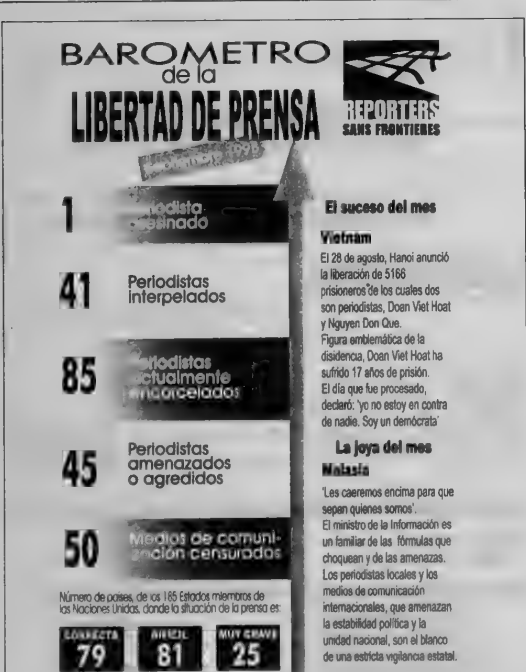 BAROMETRO
de la
LIBERTAD DE PRENSA
REPORTERS
SANS FRONTIERES
1
Periodista
asesinado
41
Periodistas
interpelados
85
Periodistas
actualmente
encarcelados
45
Periodistas
amenazados
o agredidos
50
Medios de comuni-
zación censurados
Número de países, de los 185 Estados miembros de
las Naciones Unidas, donde la situación de la prensa es:
CORRECTA
79
DIFICIL
81
MUY GRAVE
25
El suceso del mes
Vietnam
El 28 de agosto, Hanoi anunció
la liberación de 5166
prisioneros de los cuales dos
son periodistas, Doan Viet Hoat
y Nguyen Don Que.
Figura emblemática de la
disidencia, Doan Viet Hoat ha
sufrido 17 años de prisión.
El día que fue procesado,
declaró: 'yo no estoy en contra
de nadie. Soy un demócrata'
La joya del mes
Malasia
'Les caeremos encima para que
sepan quienes somos'.
El ministro de la Información es
un familiar de las fórmulas que
choquean y de las amenazas.
Los periodistas locales y los
medios de comunicación
internacionales, que amenazan
la estabilidad política y la
unidad nacional, son el blanco
de una estricta vigilancia estatal.